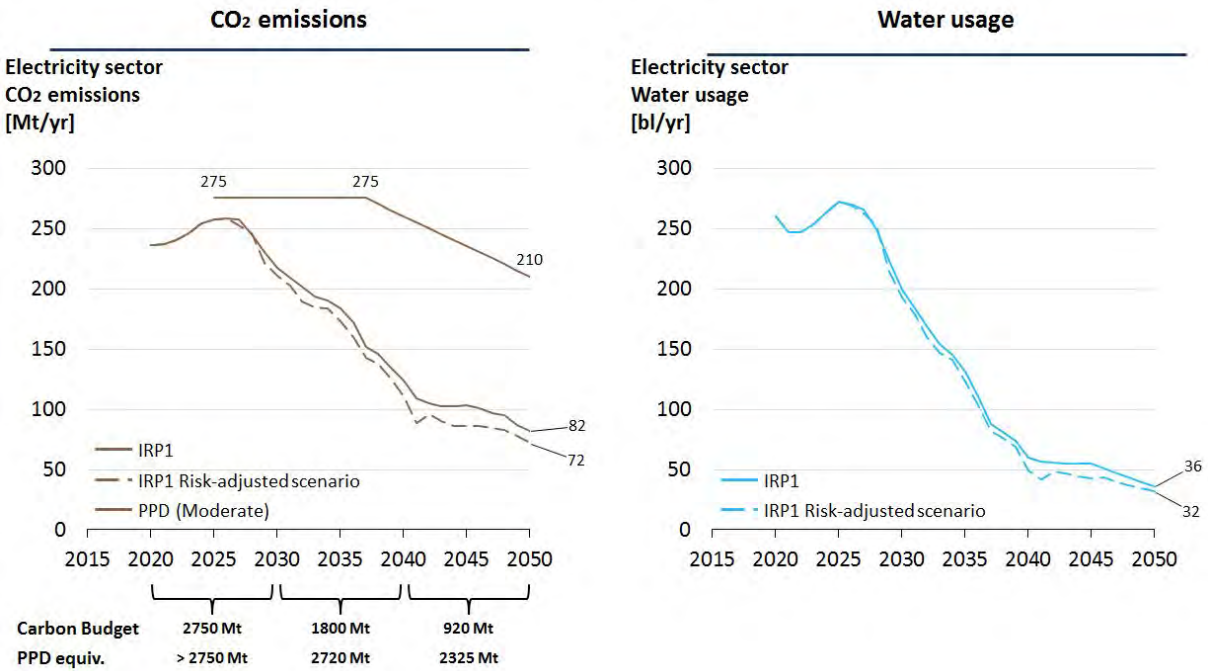 CO₂ emissions
Electricity sector
CO₂ emissions
[Mt/yr]
300
250
200
150
100
50
0
275
275
210
82
72
IRP1
IRP1 Risk-adjusted scenario
PPD (Moderate)
2015 2020 2025 2030 2035 2040 2045 2050
Carbon Budget 2750 Mt 1800 Mt 920 Mt
PPD equiv. > 2750 Mt 2720 Mt 2325 Mt
Water usage
Electricity sector
Water usage
[bl/yr]
300
250
200
150
100
50
0
36
32
IRP1
IRP1 Risk-adjusted scenario
2015 2020 2025 2030 2035 2040 2045 2050